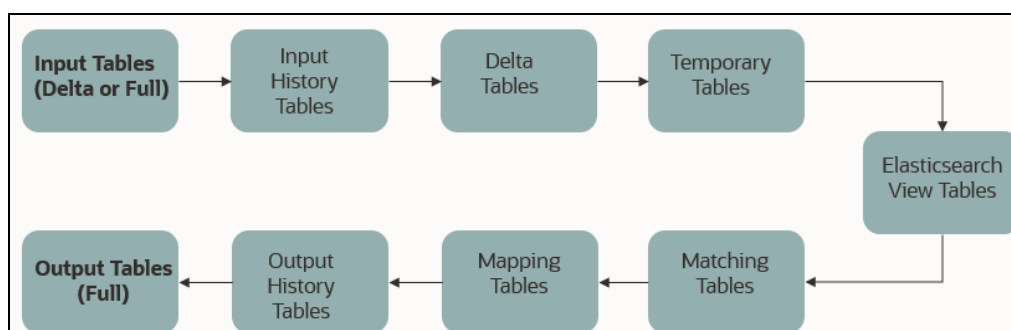 Input Tables
(Delta or Full)
Input
History
Tables
Delta
Tables
Temporary
Tables
Elasticsearch
View Tables
Matching
Tables
Mapping
Tables
Output
History
Tables
Output Tables
(Full)